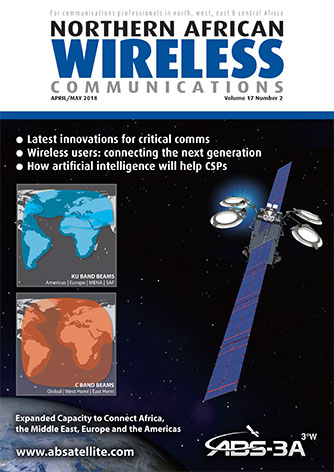 For communications professionals in north, west, east & central Africa
NORTHERN AFRICAN
WIRELESS
COMMUNICATIONS
APRIL/MAY 2018 Volume 17 Number 2
Latest innovations for critical comms
Wireless users: connecting the next generation
How artificial intelligence will help CSPs
KU BAND BEAMS
Americas | Europe | MENA | SAF
C BAND BEAMS
Global | West Hemi | East Hemi
Expanded Capacity to Connect Africa,
the Middle East, Europe and the Americas
www.absatellite.com
ABS-3A 3°W